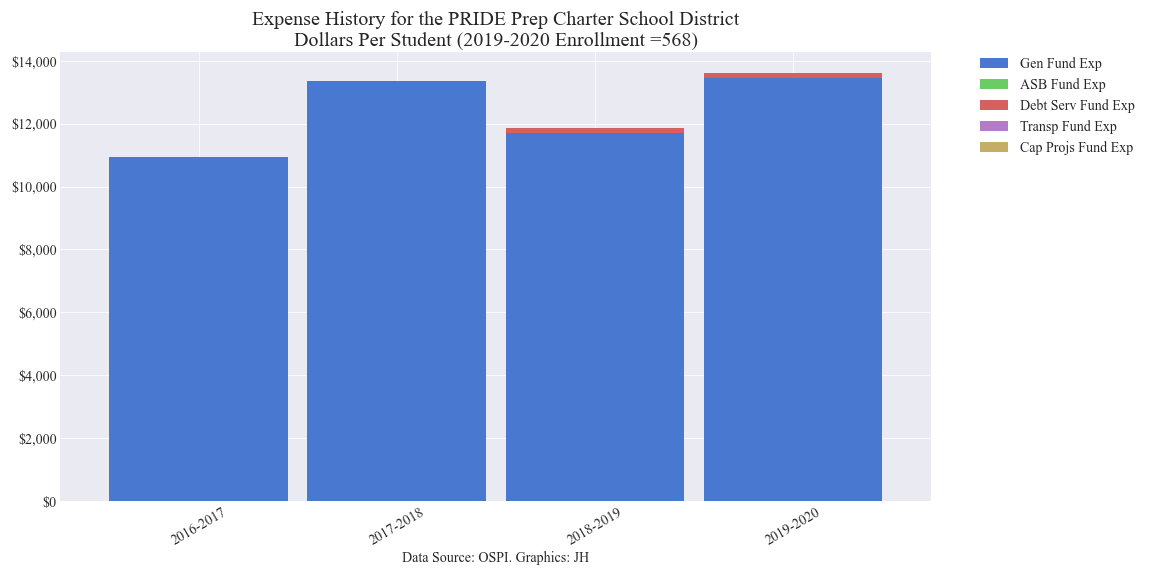 Expense History for the PRIDE Prep Charter School District
Dollars Per Student (2019-2020 Enrollment =568)
$14,000
$12,000
$10,000
$8,000
$6,000
$4,000
$2,000
$0
2016-2017
2017-2018
2018-2019
2019-2020
Data Source: OSPI. Graphics: JH
Gen Fund Exp
ASB Fund Exp
Debt Serv Fund Exp
Transp Fund Exp
Cap Projs Fund Exp